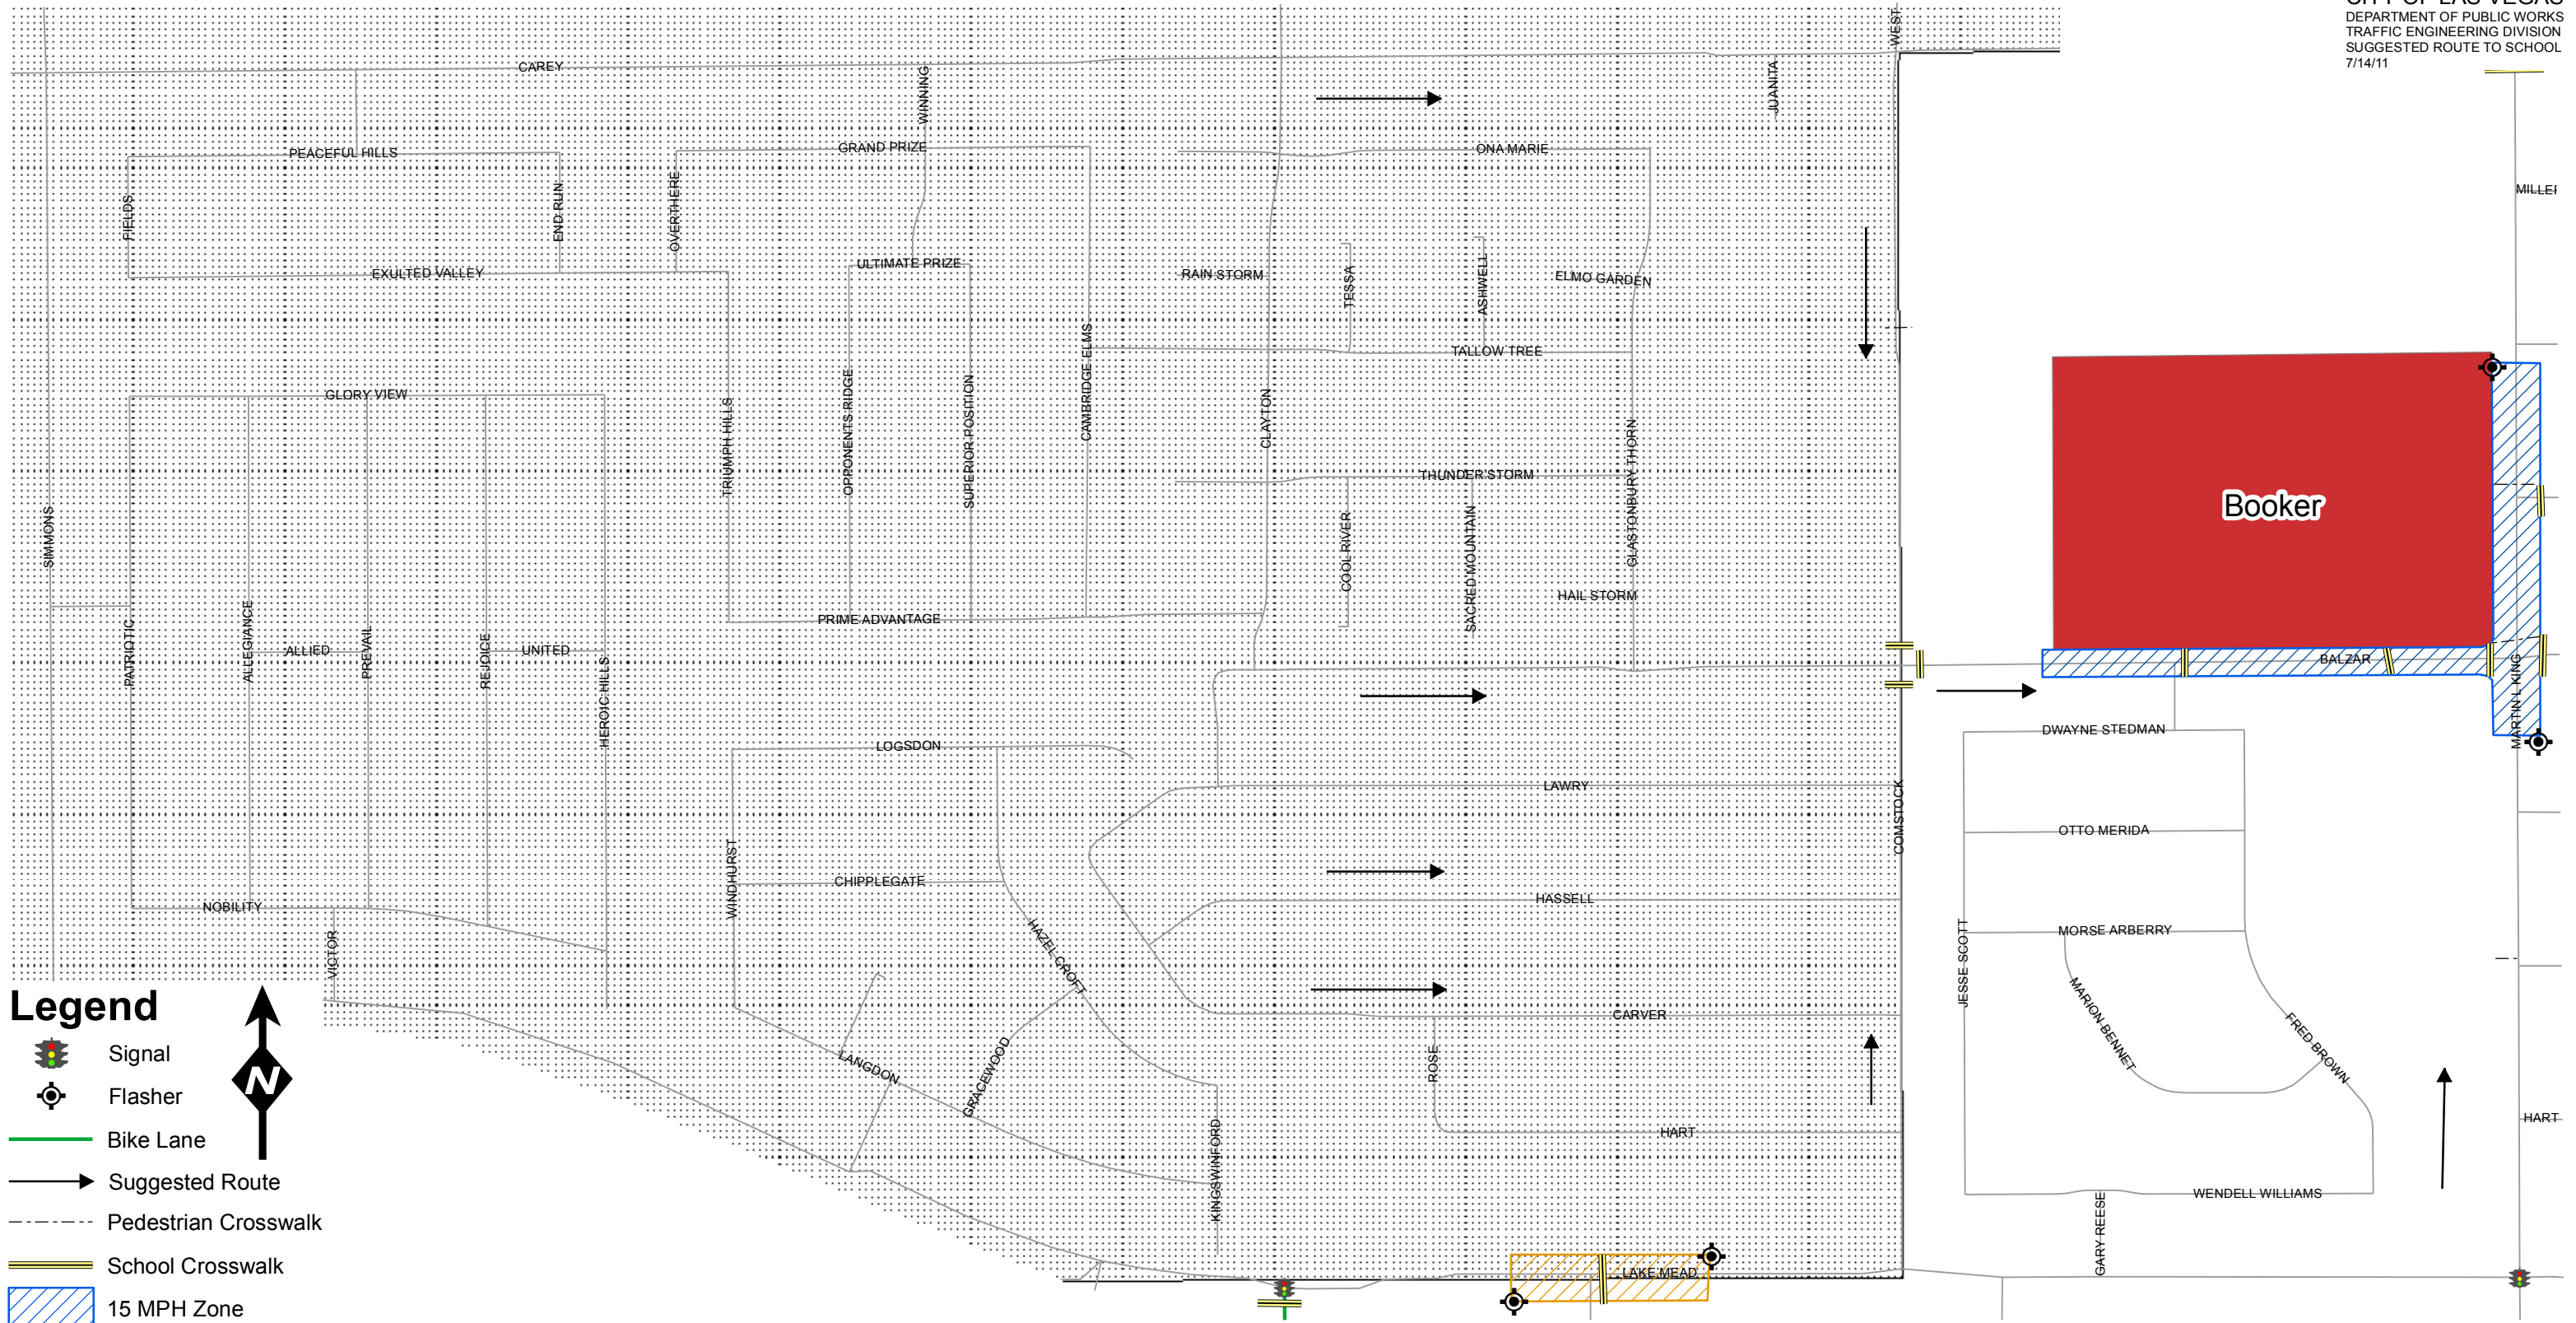 CITY OF LAS VEGAS
DEPARTMENT OF PUBLIC WORKS
TRAFFIC ENGINEERING DIVISION
SUGGESTED ROUTE TO SCHOOL
7/14/11
WEST
CAREY
WINNING
JUANITA
PEACEFUL HILLS
GRAND PRIZE
ONA MARIE
MILLER
FIELDS
END RUN
OVERTHERE
EXULTED VALLEY
ULTIMATE PRIZE
RAIN STORM
TESSA
ASHWELL
ELMO GARDEN
TALLOW TREE
GLORY VIEW
TRIUMPH HILLS
OPPONENTS RIDGE
SUPERIOR POSITION
CAMBRIDGE ELMS
CLAYTON
THUNDER STORM
GLASTONBURY THORN
Booker
SIMMONS
COOL RIVER
SACRED MOUNTAIN
HAIL STORM
PRIME ADVANTAGE
PATRIOTIC
ALLEGIANCE
ALLIED
PREVAIL
REJOICE
UNITED
HEROIC HILLS
BALZAR
MARTIN L KING
DWAYNE STEDMAN
LOGSDON
LAWRY
COMSTOCK
OTTO MERIDA
WINDHURST
CHIPPLEGATE
HASSELL
NOBILITY
VICTOR
HAZELCROFT
MORSE ARBERRY
JESSE SCOTT
MARION BENNET
FRED BROWN
CARVER
LANGDON
GRACEWOOD
ROSE
HART
HART
KINGSWINFORD
WENDELL WILLIAMS
GARY REESE
LAKE MEAD
Legend
N
Signal
Flasher
Bike Lane
Suggested Route
Pedestrian Crosswalk
School Crosswalk
15 MPH Zone